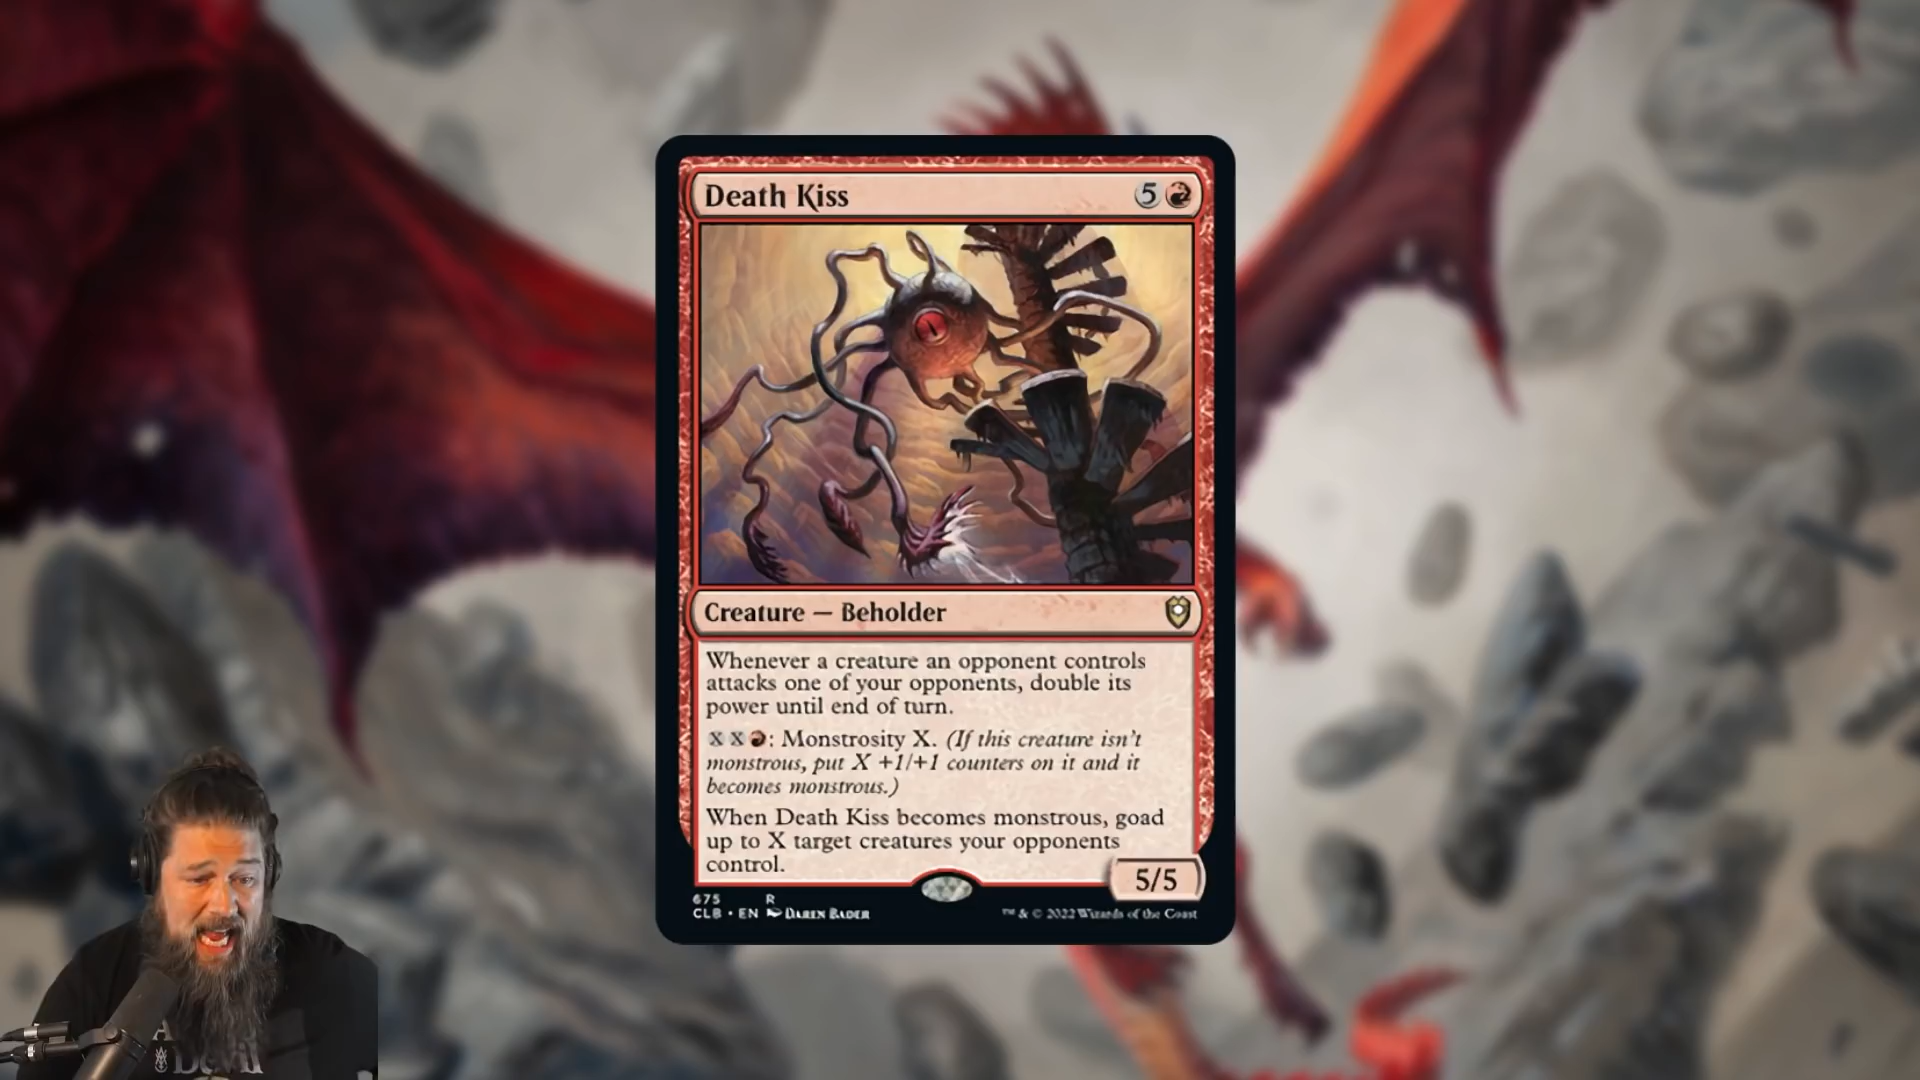 Death Kiss 5
Creature — Beholder
Whenever a creature an opponent controls
attacks one of your opponents, double its
power until end of turn.
X X : Monstrosity X. (If this creature isn't
monstrous, put X +1/+1 counters on it and it
becomes monstrous.)
When Death Kiss becomes monstrous, goad
up to X target creatures your opponents
control.
5/5
675 R
CLB • EN Daren Bader
™ & © 2022 Wizards of the Coast
Devil